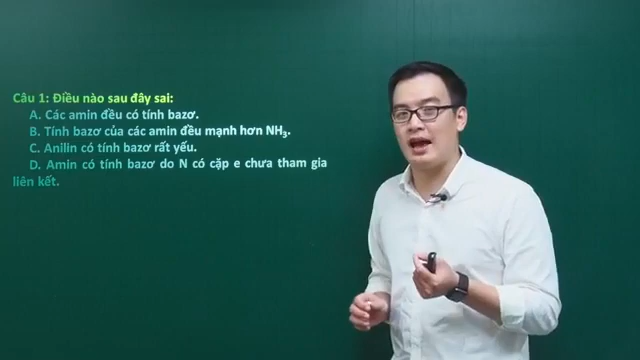 Câu 1: Điều nào sau đây sai:
A. Các amin đều có tính bazơ.
B. Tính bazơ của các amin đều mạnh hơn NH₃.
C. Anilin có tính bazơ rất yếu.
D. Amin có tính bazơ do N có cặp e chưa tham gia
liên kết.